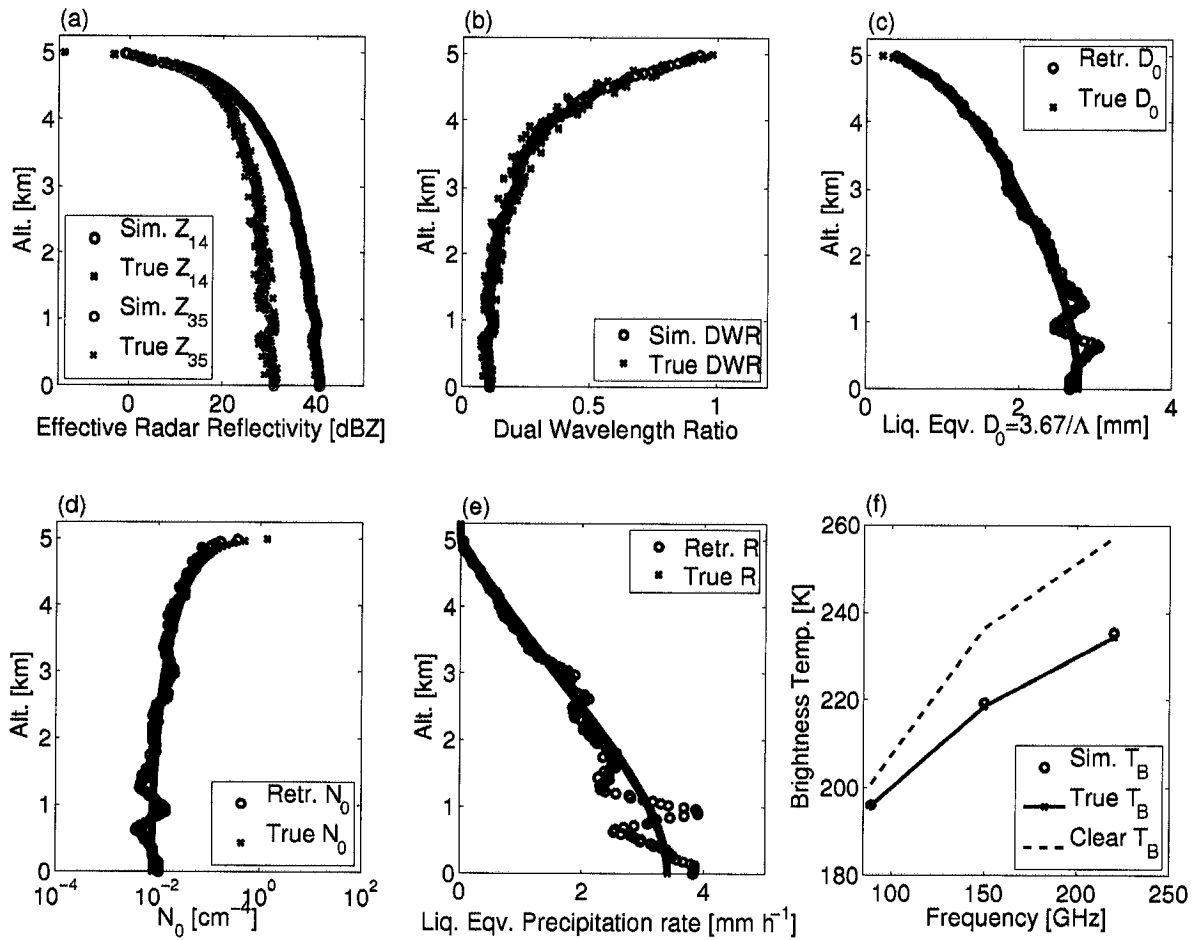 (a)
5
4
3
2
1
0
Alt. [km]
Sim. Z14
True Z14
Sim. Z35
True Z35
0 20 40
Effective Radar Reflectivity [dBZ]
(b)
5
4
3
2
1
0
Alt. [km]
Sim. DWR
True DWR
0 0.5 1
Dual Wavelength Ratio
(c)
5
4
3
2
1
0
Alt. [km]
Retr. D0
True D0
0 2 4
Liq. Eqv. D0=3.67/Λ [mm]
(d)
5
4
3
2
1
0
Alt. [km]
Retr. N0
True N0
10−4 10−2 100 102
N0 [cm−4]
(e)
5
4
3
2
1
0
Alt. [km]
Retr. R
True R
0 2 4
Liq. Eqv. Precipitation rate [mm h−1]
(f)
260
240
220
200
180
Brightness Temp. [K]
Sim. TB
True TB
Clear TB
100 150 200 250
Frequency [GHz]